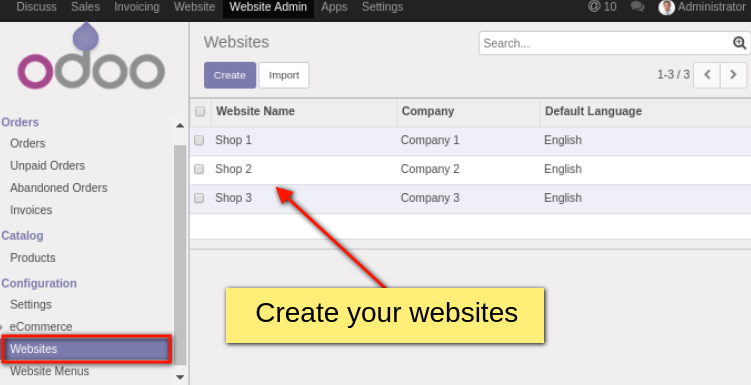 Discuss Sales Invoicing Website Website Admin Apps Settings @ 10 Administrator
odoo
Orders
Orders
Unpaid Orders
Abandoned Orders
Invoices
Catalog
Products
Configuration
Settings
eCommerce
Websites
Website Menus
Websites
Search...
Create Import 1-3 / 3
Website Name Company Default Language
Shop 1 Company 1 English
Shop 2 Company 2 English
Shop 3 Company 3 English
Create your websites